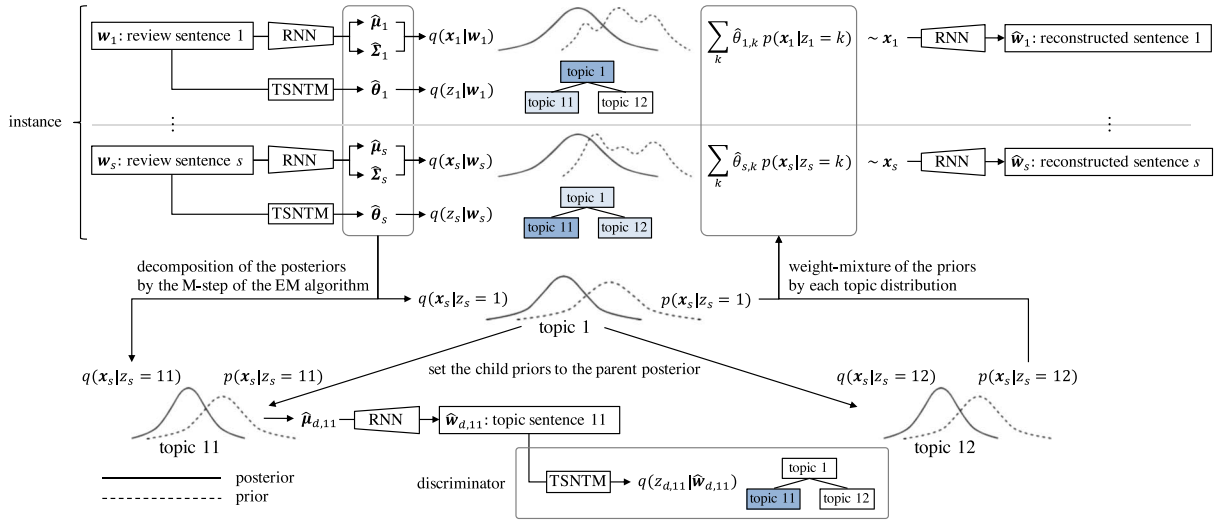 w₁: review sentence 1
RNN
μ̂₁
Σ̂₁
q(x₁|w₁)
∑ₖ θ̂₁,ₖ p(x₁|z₁ = k)
~ x₁
RNN
ŵ₁: reconstructed sentence 1
topic 1
topic 11
topic 12
TSNTM
θ̂₁
q(z₁|w₁)
instance
⋮
⋮
wₛ: review sentence s
RNN
μ̂ₛ
Σ̂ₛ
q(xₛ|wₛ)
∑ₖ θ̂ₛ,ₖ p(xₛ|zₛ = k)
~ xₛ
RNN
ŵₛ: reconstructed sentence s
topic 1
topic 11
topic 12
TSNTM
θ̂ₛ
q(zₛ|wₛ)
decomposition of the posteriors
by the M-step of the EM algorithm
weight-mixture of the priors
by each topic distribution
q(xₛ|zₛ = 1)
p(xₛ|zₛ = 1)
topic 1
set the child priors to the parent posterior
q(xₛ|zₛ = 11)
p(xₛ|zₛ = 11)
topic 11
q(xₛ|zₛ = 12)
p(xₛ|zₛ = 12)
topic 12
μ̂_{d,11}
RNN
ŵ_{d,11}: topic sentence 11
discriminator
TSNTM
q(z_{d,11}|ŵ_{d,11})
topic 1
topic 11
topic 12
posterior
prior